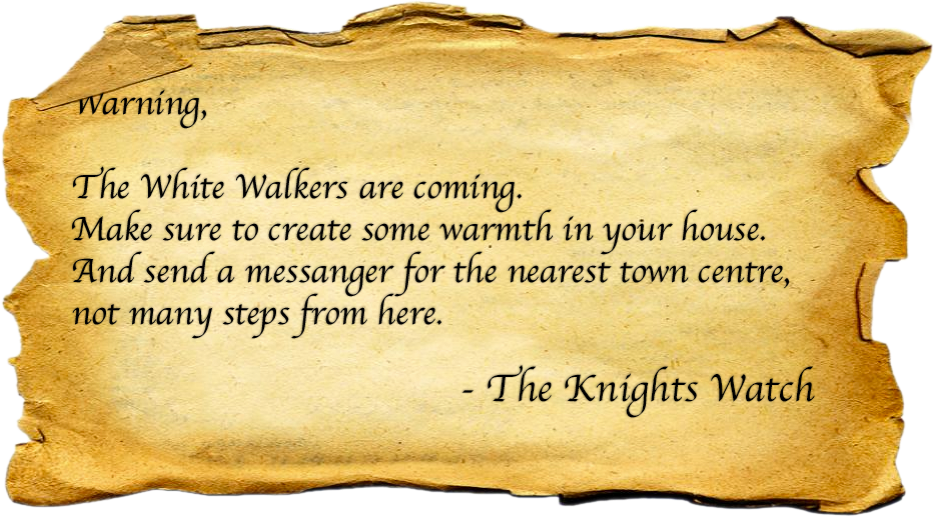 Warning,
The White Walkers are coming.
Make sure to create some warmth in your house.
And send a messanger for the nearest town centre,
not many steps from here.
- The Knights Watch